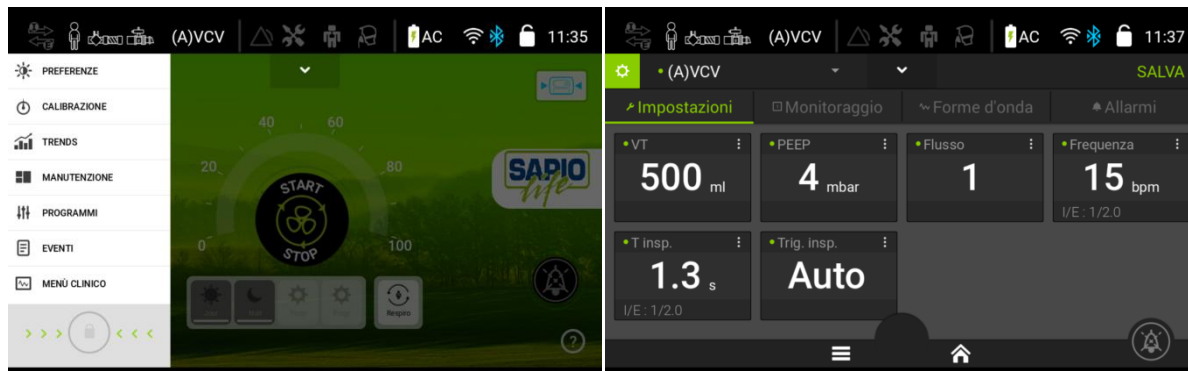 (A)VCV AC 11:35
PREFERENZE
CALIBRAZIONE
TRENDS
MANUTENZIONE
PROGRAMMI
EVENTI
MENÙ CLINICO
40 60
20 80
0 100
START
STOP
SAPIO
life
Respiro
?
(A)VCV AC 11:37
(A)VCV SALVA
Impostazioni Monitoraggio Forme d'onda Allarmi
VT PEEP Flusso Frequenza
500 ml 4 mbar 1 15 bpm
I/E : 1/2.0
T insp. Trig. insp.
1.3 s Auto
I/E : 1/2.0